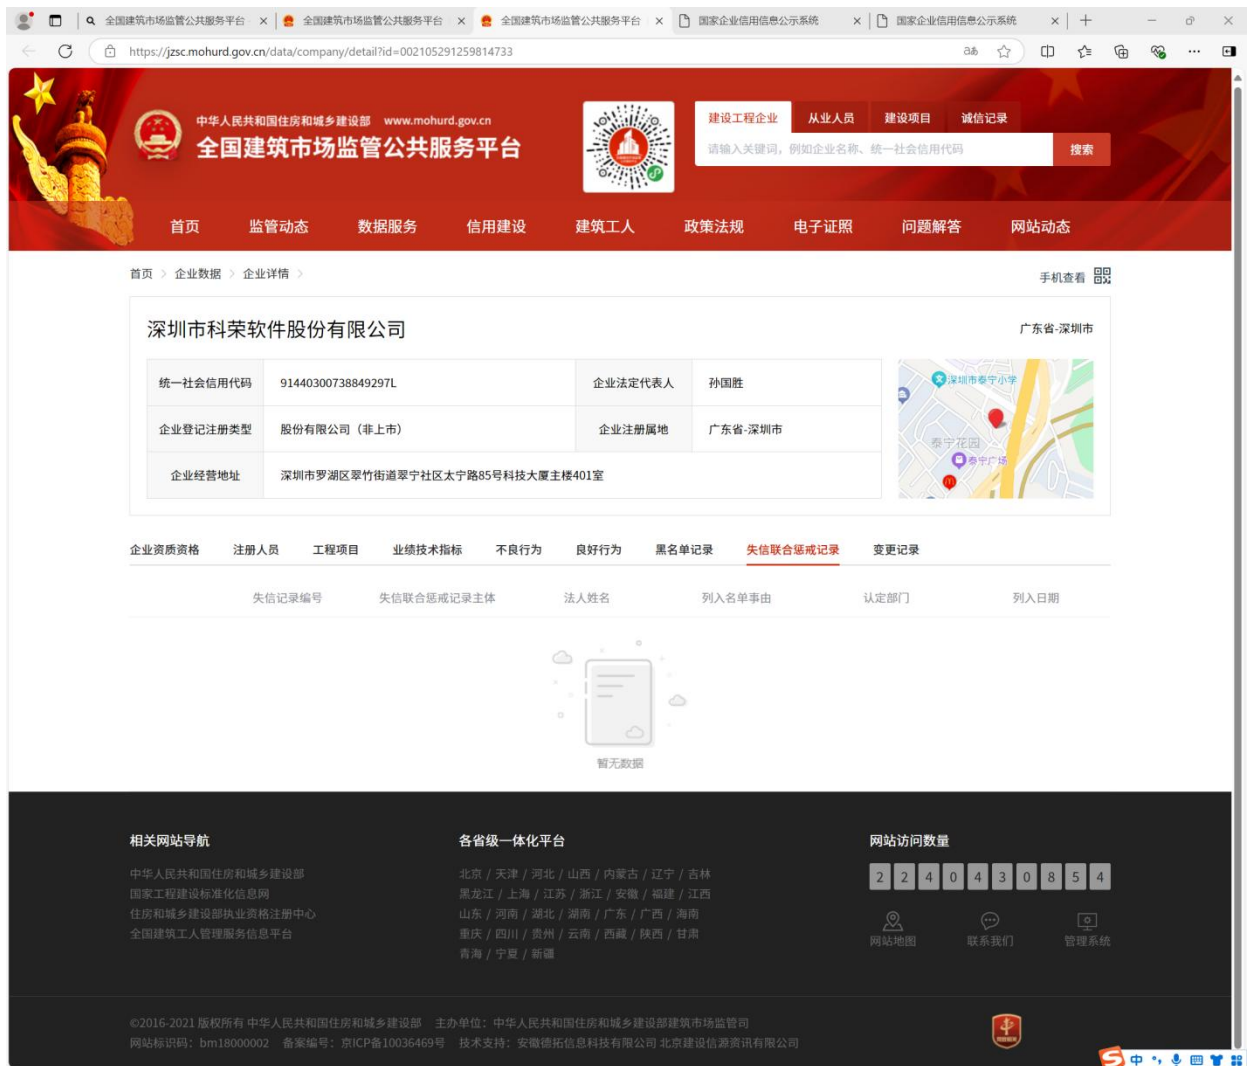 全国建筑市场监管公共服务平台
全国建筑市场监管公共服务平台
全国建筑市场监管公共服务平台
国家企业信用信息公示系统
国家企业信用信息公示系统
https://jzsc.mohurd.gov.cn/data/company/detail?id=002105291259814733
中华人民共和国住房和城乡建设部 www.mohurd.gov.cn
全国建筑市场监管公共服务平台
建设工程企业 从业人员 建设项目 诚信记录
请输入关键词，例如企业名称、统一社会信用代码 搜索
首页 监管动态 数据服务 信用建设 建筑工人 政策法规 电子证照 问题解答 网站动态
首页 > 企业数据 > 企业详情 >
手机查看
深圳市科荣软件股份有限公司
广东省-深圳市
统一社会信用代码 91440300738849297L 企业法定代表人 孙国胜
企业登记注册类型 股份有限公司（非上市） 企业注册属地 广东省-深圳市
企业经营地址 深圳市罗湖区翠竹街道翠宁社区太宁路85号科技大厦主楼401室
深圳市泰宁小学
泰宁花园
泰宁广场
企业资质资格 注册人员 工程项目 业绩技术指标 不良行为 良好行为 黑名单记录 失信联合惩戒记录 变更记录
失信记录编号 失信联合惩戒记录主体 法人姓名 列入名单事由 认定部门 列入日期
暂无数据
相关网站导航
中华人民共和国住房和城乡建设部
国家工程建设标准化信息网
住房和城乡建设部执业资格注册中心
全国建筑工人管理服务信息平台
各省级一体化平台
北京 / 天津 / 河北 / 山西 / 内蒙古 / 辽宁 / 吉林
黑龙江 / 上海 / 江苏 / 浙江 / 安徽 / 福建 / 江西
山东 / 河南 / 湖北 / 湖南 / 广东 / 广西 / 海南
重庆 / 四川 / 贵州 / 云南 / 西藏 / 陕西 / 甘肃
青海 / 宁夏 / 新疆
网站访问数量
2 2 4 0 4 3 0 8 5 4
网站地图 联系我们 管理系统
©2016-2021 版权所有 中华人民共和国住房和城乡建设部 主办单位：中华人民共和国住房和城乡建设部建筑市场监管司
网站标识码：bm18000002 备案编号：京ICP备10036469号 技术支持：安徽德拓信息科技有限公司 北京建设信源资讯有限公司
中